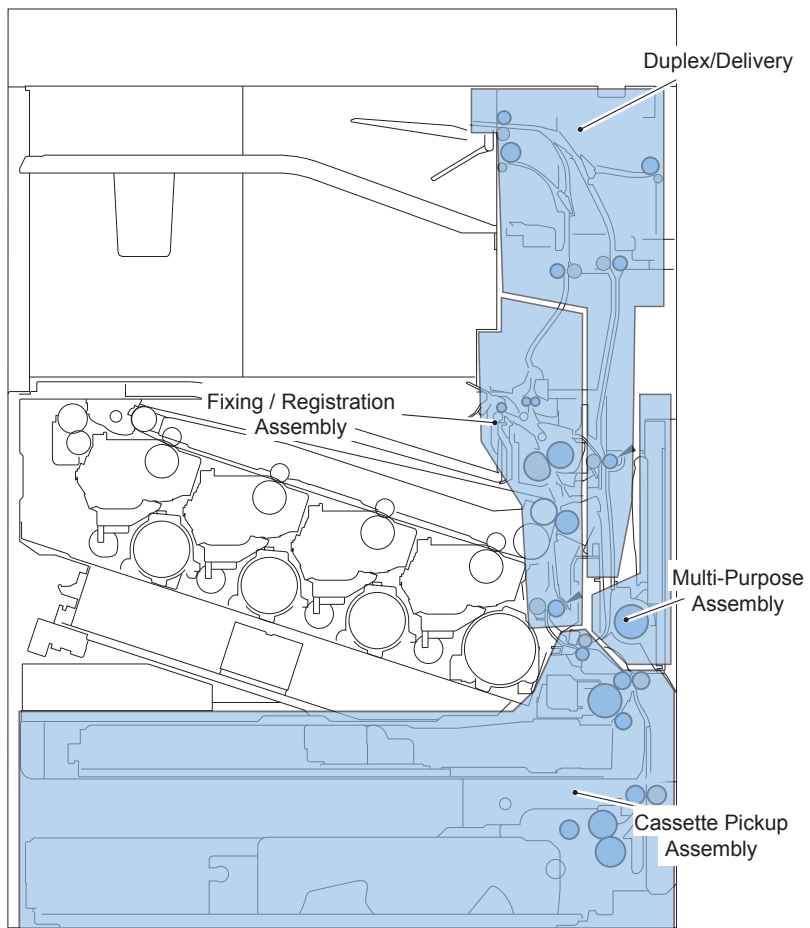 Duplex/Delivery
Fixing / Registration
Assembly
Multi-Purpose
Assembly
Cassette Pickup
Assembly